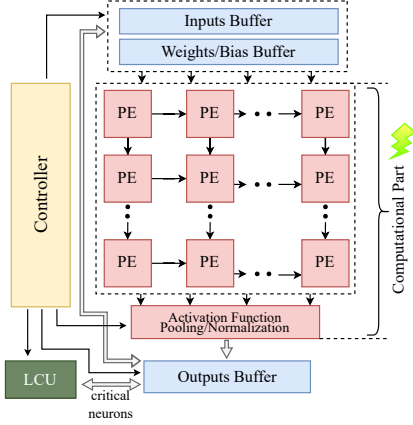 Inputs Buffer
Weights/Bias Buffer
Controller
PE PE PE
PE PE PE
PE PE PE
Computational Part
Activation Function
Pooling/Normalization
LCU
critical
neurons
Outputs Buffer